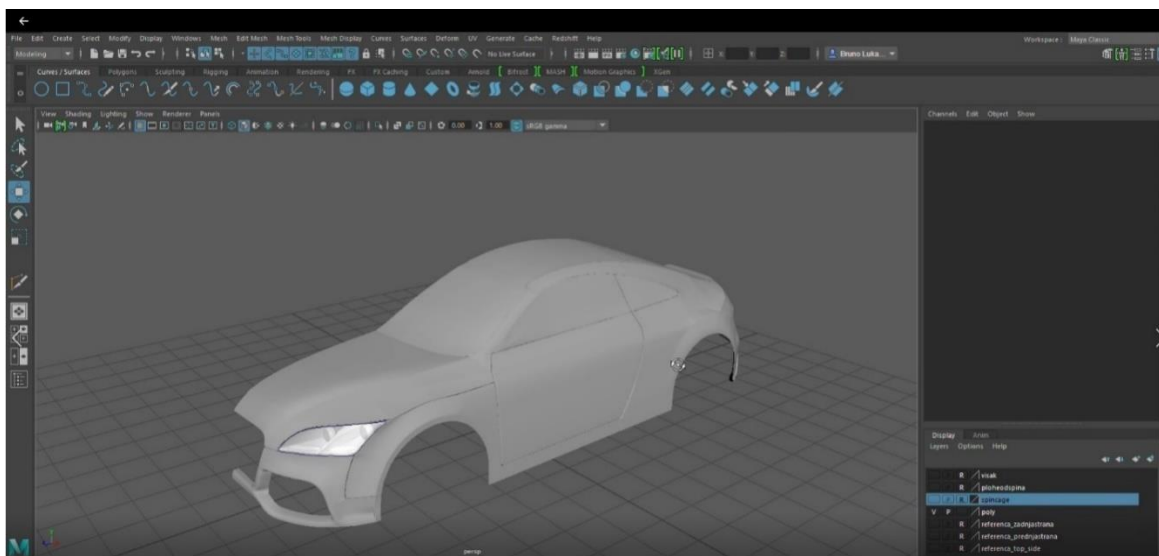 File Edit Create Select Modify Display Windows Mesh Edit Mesh Mesh Tools Mesh Display Curves Surfaces Deform UV Generate Cache Redshift Help
Workspace: Maya Classic
Modeling
No Live Surface
X:
Y:
Z:
Bruno Luka...
Curves / Surfaces Polygons Sculpting Rigging Animation Rendering FX FX Caching Custom Arnold Bifrost MASH Motion Graphics XGen
View Shading Lighting Show Renderer Panels
0.00 1.00 sRGB gamma
Channels Edit Object Show
persp
Display Anim
Layers Options Help
R visak
R
R
V P poly
R referenca_zadnjastrana
R referenca_prednjastrana
R referenca_top_side